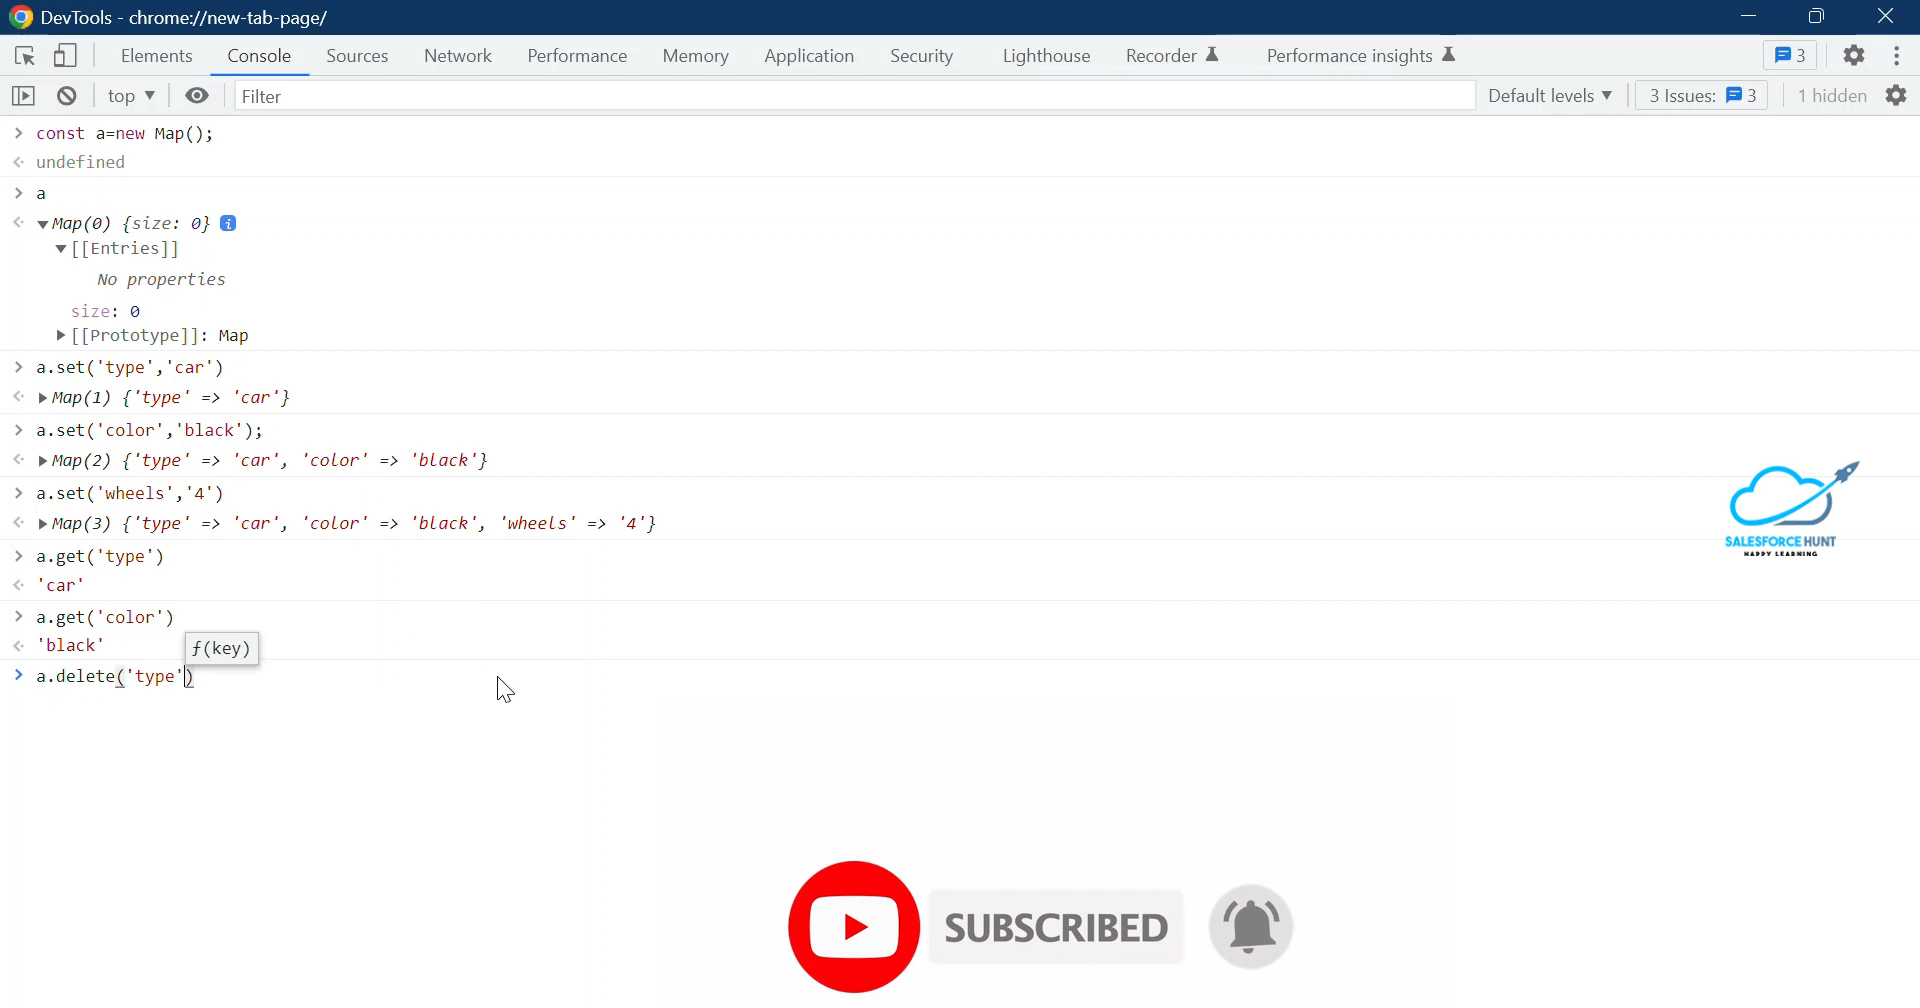 DevTools - chrome://new-tab-page/
Elements Console Sources Network Performance Memory Application Security Lighthouse Recorder Performance insights 3
top ▼ Filter Default levels ▼ 3 Issues: 3 1 hidden
> const a=new Map();
undefined
> a
▼Map(0) {size: 0} i
▼[[Entries]]
No properties
size: 0
▶[[Prototype]]: Map
> a.set('type','car')
▶Map(1) {'type' => 'car'}
> a.set('color','black');
▶Map(2) {'type' => 'car', 'color' => 'black'}
> a.set('wheels','4')
▶Map(3) {'type' => 'car', 'color' => 'black', 'wheels' => '4'}
> a.get('type')
'car'
> a.get('color')
'black'
ƒ(key)
> a.delete('type')
SALESFORCE HUNT
HAPPY LEARNING
SUBSCRIBED